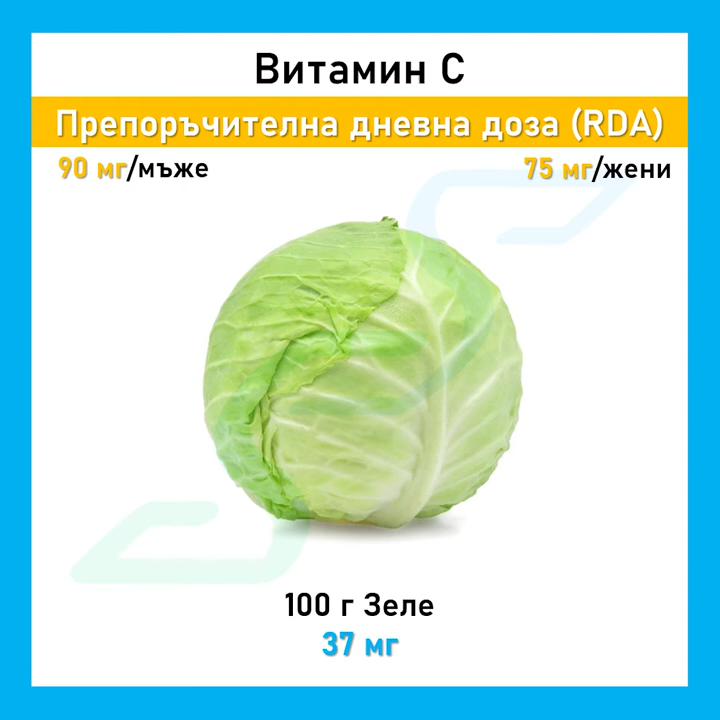 Витамин C
Препоръчителна дневна доза (RDA)
90 мг/мъже
75 мг/жени
100 г Зеле
37 мг